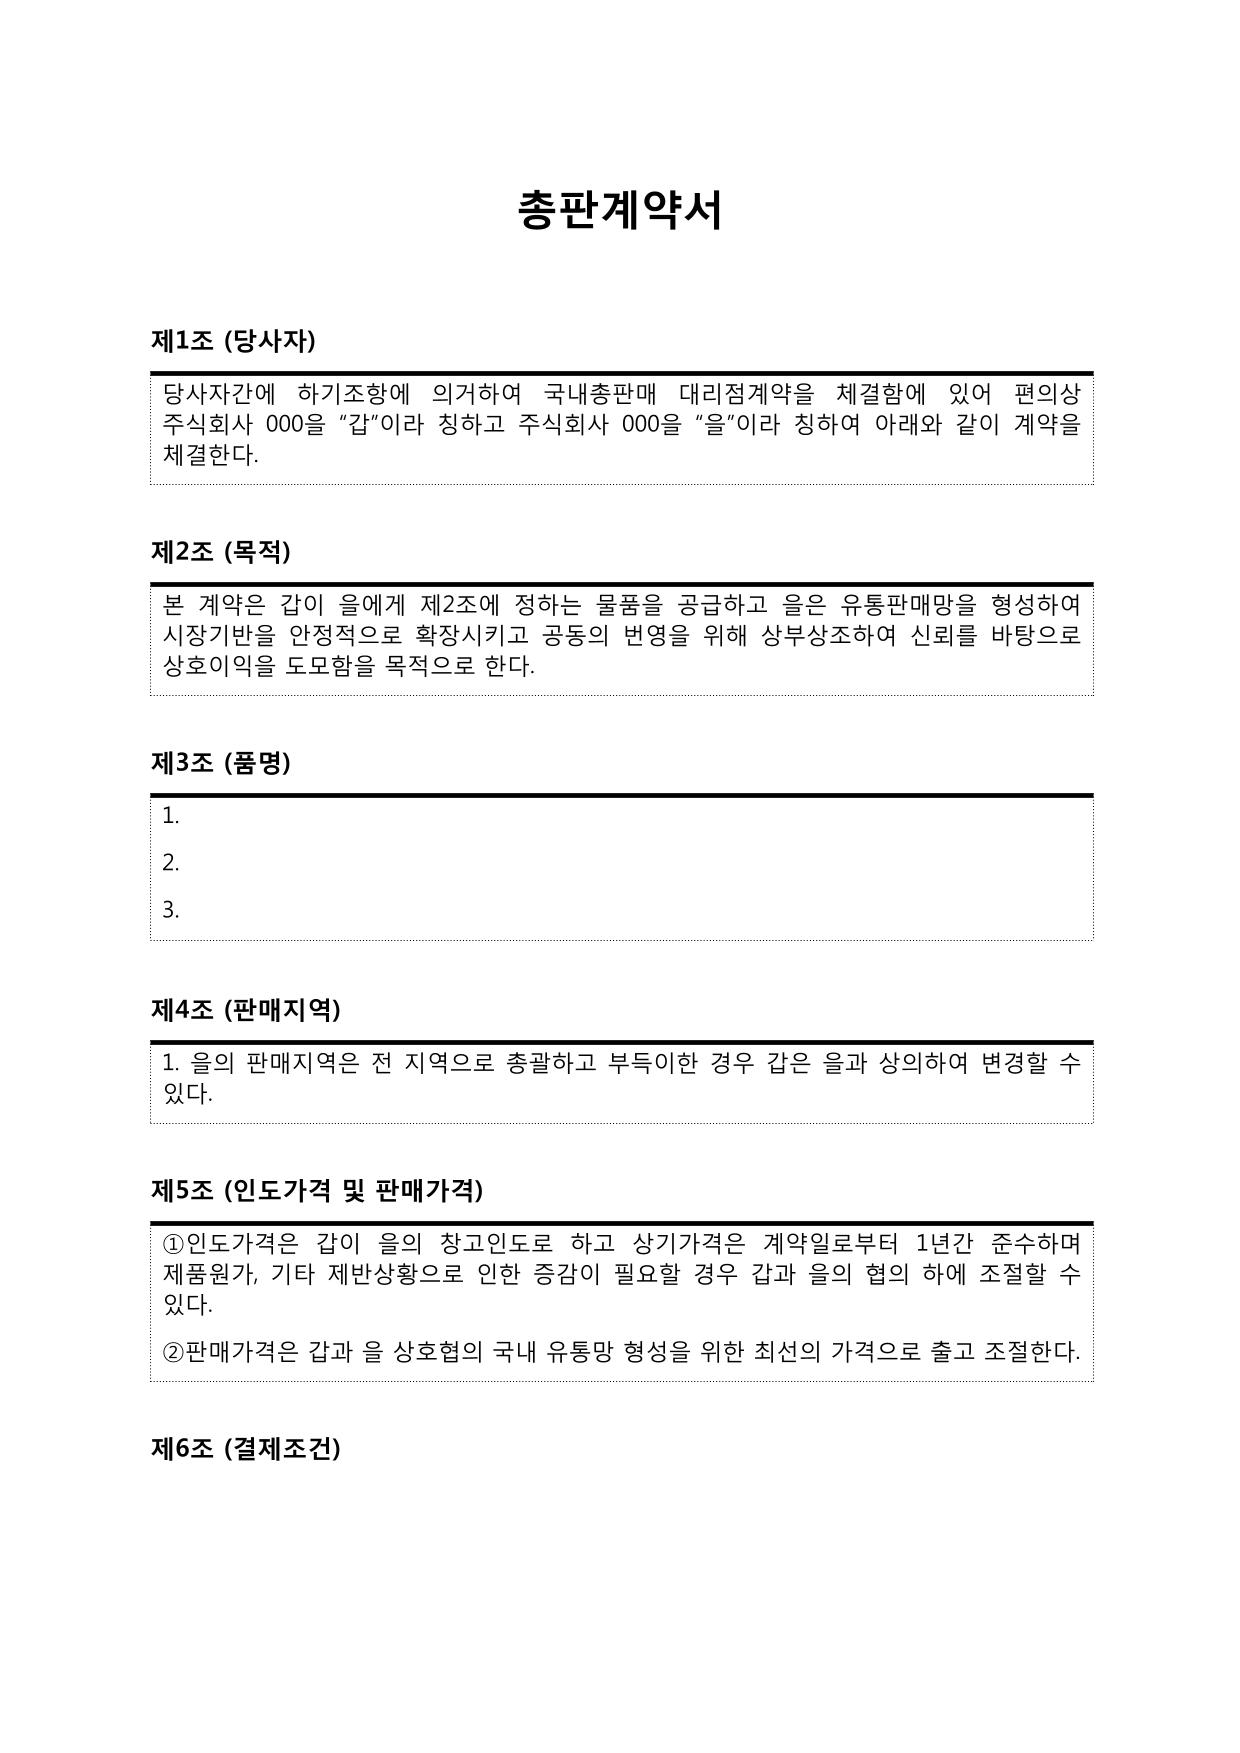 총판계약서
제1조 (당사자)
당사자간에 하기조항에 의거하여 국내총판매 대리점계약을 체결함에 있어 편의상
주식회사 000을 “갑”이라 칭하고 주식회사 000을 “을”이라 칭하여 아래와 같이 계약을
체결한다.
제2조 (목적)
본 계약은 갑이 을에게 제2조에 정하는 물품을 공급하고 을은 유통판매망을 형성하여
시장기반을 안정적으로 확장시키고 공동의 번영을 위해 상부상조하여 신뢰를 바탕으로
상호이익을 도모함을 목적으로 한다.
제3조 (품명)
1.
2.
3.
제4조 (판매지역)
1. 을의 판매지역은 전 지역으로 총괄하고 부득이한 경우 갑은 을과 상의하여 변경할 수
있다.
제5조 (인도가격 및 판매가격)
①인도가격은 갑이 을의 창고인도로 하고 상기가격은 계약일로부터 1년간 준수하며
제품원가, 기타 제반상황으로 인한 증감이 필요할 경우 갑과 을의 협의 하에 조절할 수
있다.
②판매가격은 갑과 을 상호협의 국내 유통망 형성을 위한 최선의 가격으로 출고 조절한다.
제6조 (결제조건)